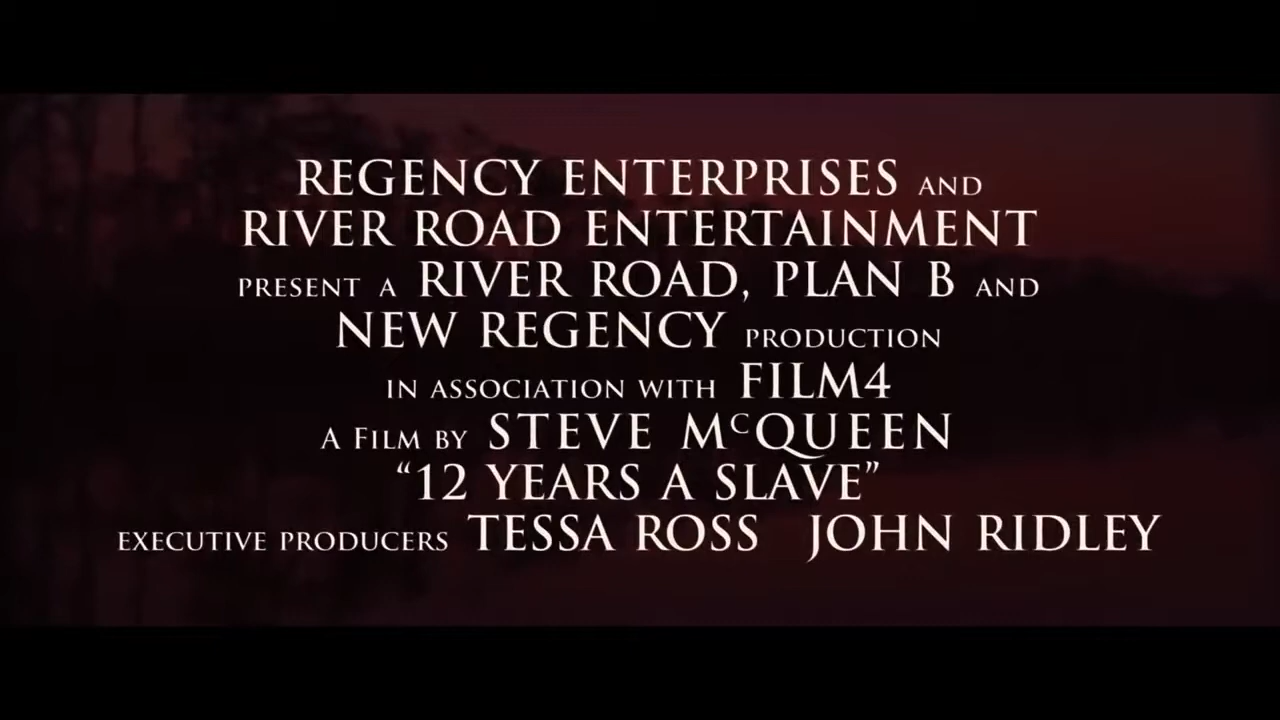 REGENCY ENTERPRISES AND
RIVER ROAD ENTERTAINMENT
PRESENT A RIVER ROAD, PLAN B AND
NEW REGENCY PRODUCTION
IN ASSOCIATION WITH FILM4
A FILM BY STEVE McQUEEN
“12 YEARS A SLAVE”
EXECUTIVE PRODUCERS TESSA ROSS JOHN RIDLEY